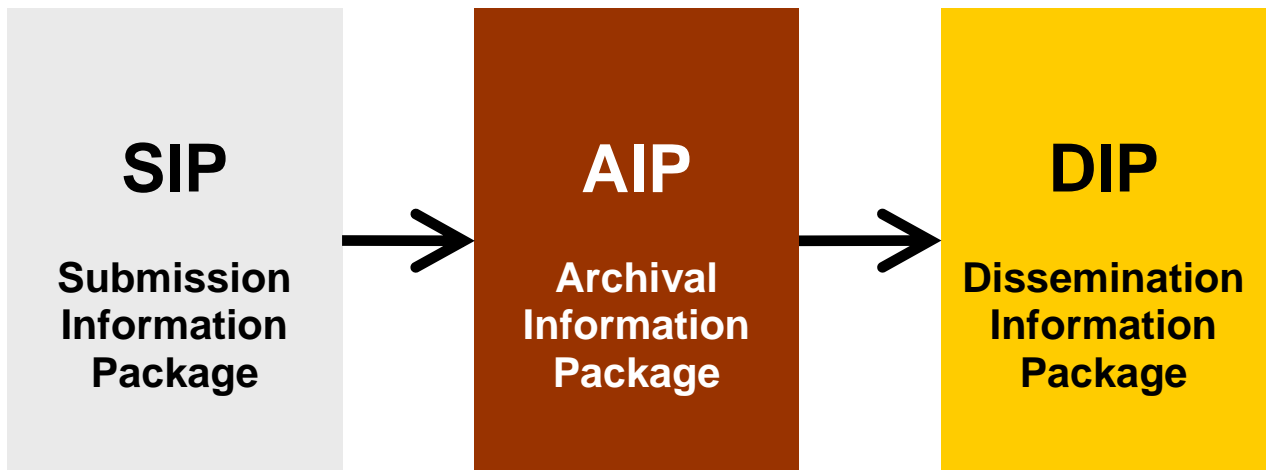 SIP
Submission
Information
Package
AIP
Archival
Information
Package
DIP
Dissemination
Information
Package